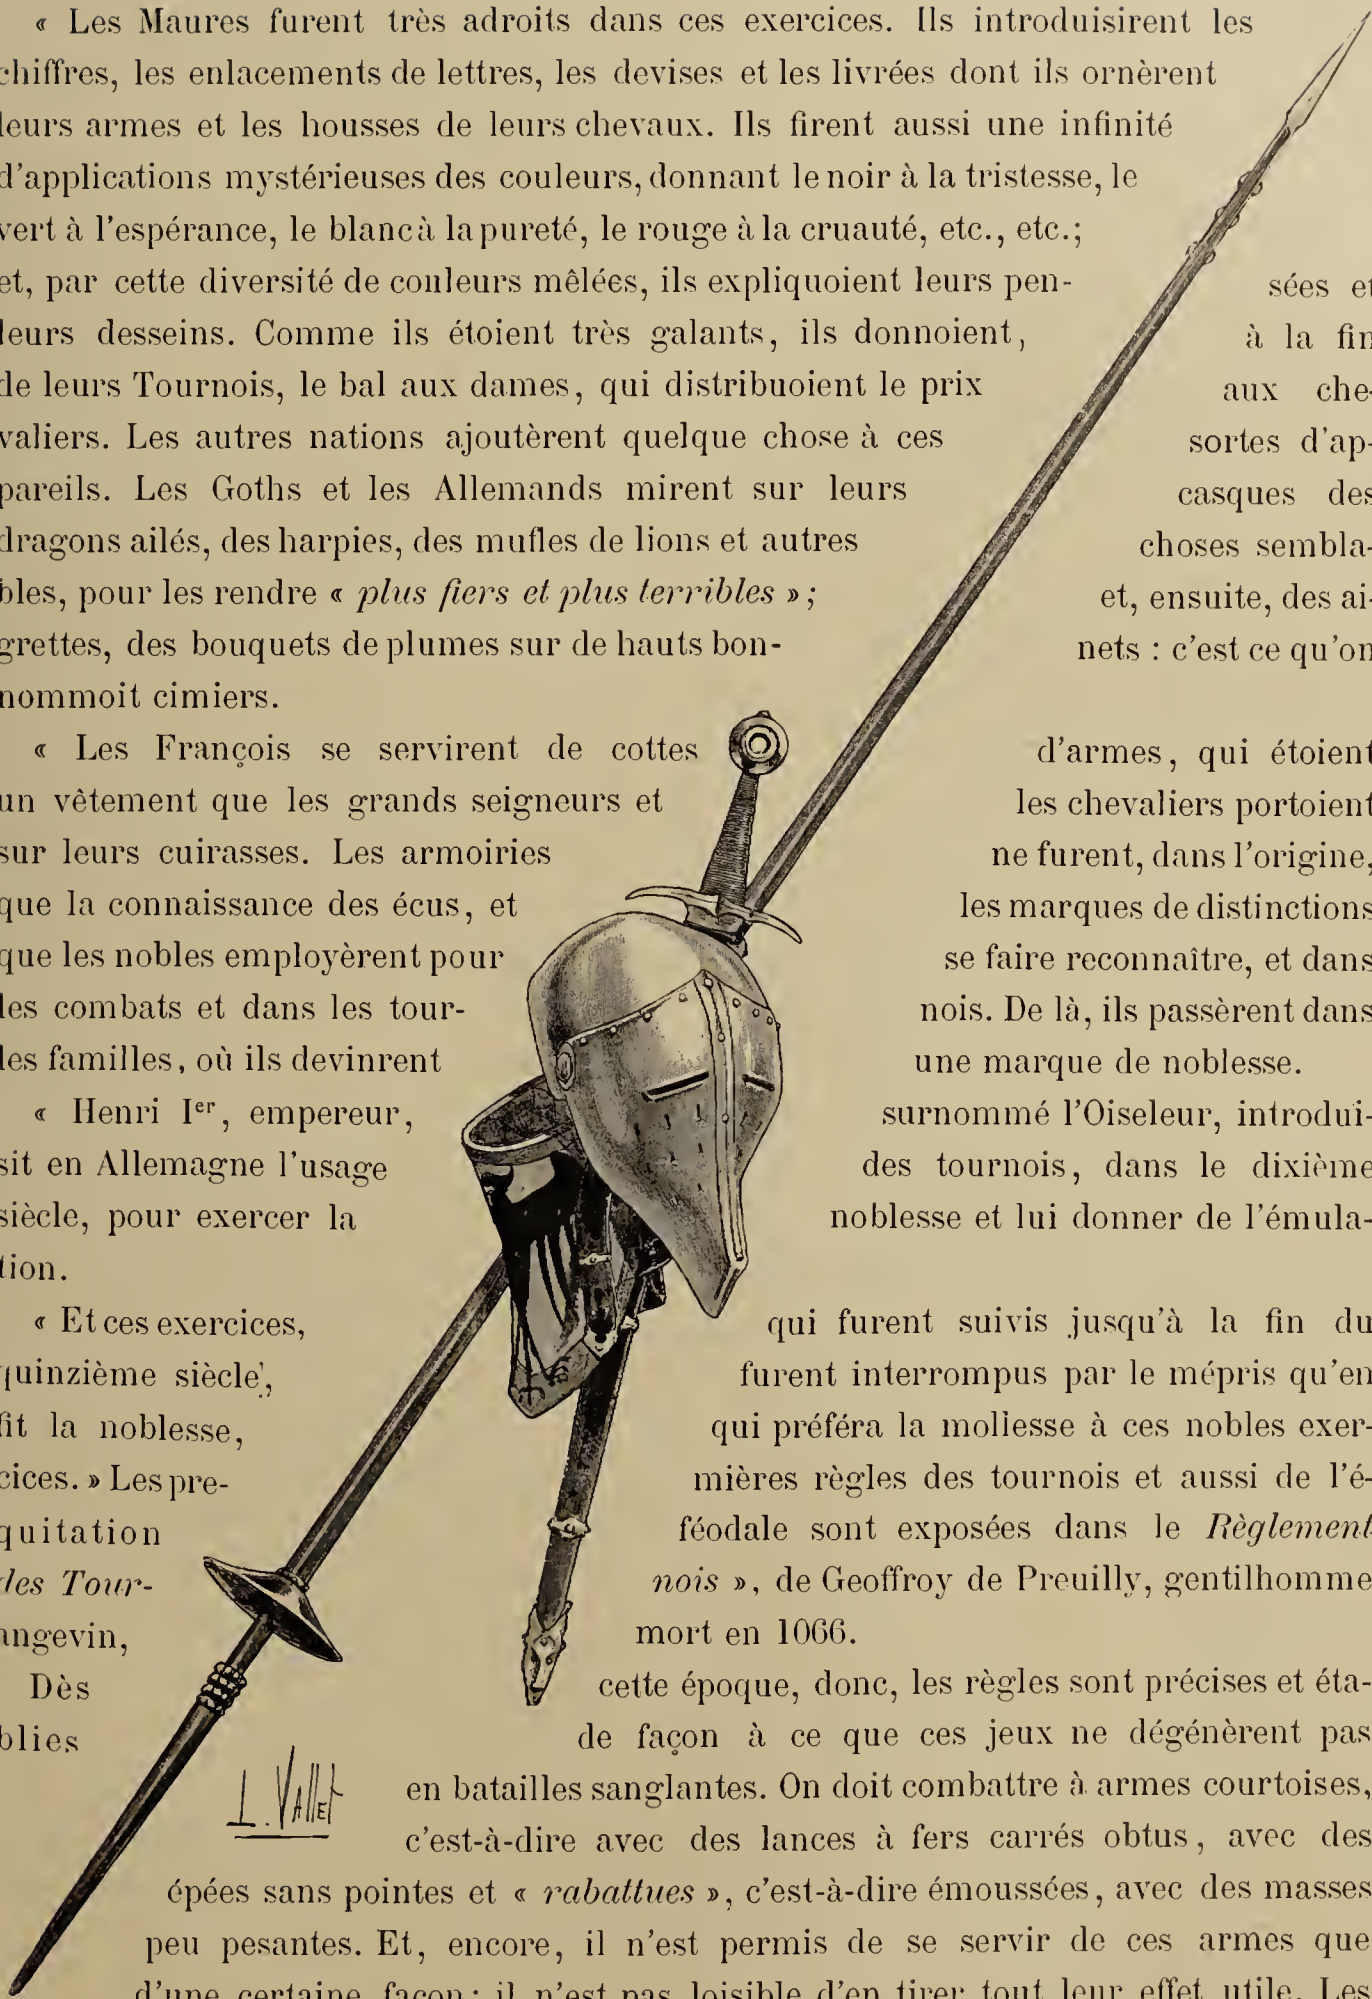 « Les Maures furent très adroits dans ces exercices. Ils introduisirent les
chiffres, les enlacements de lettres, les devises et les livrées dont ils ornèrent
leurs armes et les housses de leurs chevaux. Ils firent aussi une infinité
d'applications mystérieuses des couleurs, donnant le noir à la tristesse, le
vert à l'espérance, le blanc à la pureté, le rouge à la cruauté, etc., etc.;
et, par cette diversité de couleurs mêlées, ils expliquoient leurs pen- sées et
leurs desseins. Comme ils étoient très galants, ils donnoient, à la fin
de leurs Tournois, le bal aux dames, qui distribuoient le prix aux che-
valiers. Les autres nations ajoutèrent quelque chose à ces sortes d'ap-
pareils. Les Goths et les Allemands mirent sur leurs casques des
dragons ailés, des harpies, des mufles de lions et autres choses sembla-
bles, pour les rendre « plus fiers et plus terribles »; et, ensuite, des ai-
grettes, des bouquets de plumes sur de hauts bon- nets : c'est ce qu'on
nommoit cimiers.
« Les François se servirent de cottes d'armes, qui étoient
un vêtement que les grands seigneurs et les chevaliers portoient
sur leurs cuirasses. Les armoiries ne furent, dans l'origine,
que la connaissance des écus, et les marques de distinctions
que les nobles employèrent pour se faire reconnaître, et dans
les combats et dans les tour- nois. De là, ils passèrent dans
les familles, où ils devinrent une marque de noblesse.
« Henri Ier, empereur, surnommé l'Oiseleur, introdui-
sit en Allemagne l'usage des tournois, dans le dixième
siècle, pour exercer la noblesse et lui donner de l'émula-
tion.
« Et ces exercices, qui furent suivis jusqu'à la fin du
quinzième siècle, furent interrompus par le mépris qu'en
fit la noblesse, qui préféra la mollesse à ces nobles exer-
cices. » Les pre- mières règles des tournois et aussi de l'é-
quitation féodale sont exposées dans le Règlement
des Tour- nois », de Geoffroy de Preuilly, gentilhomme
angevin, mort en 1066.
Dès cette époque, donc, les règles sont précises et éta-
blies de façon à ce que ces jeux ne dégénèrent pas
L. Vallet
en batailles sanglantes. On doit combattre à armes courtoises,
c'est-à-dire avec des lances à fers carrés obtus, avec des
épées sans pointes et « rabattues », c'est-à-dire émoussées, avec des masses
peu pesantes. Et, encore, il n'est permis de se servir de ces armes que
d'une certaine façon; il n'est pas loisible d'en tirer tout leur effet utile. Les